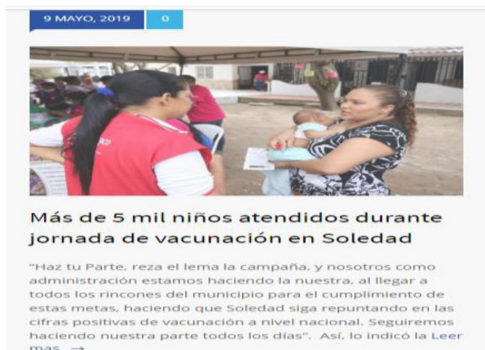 9 MAYO, 2019 0
Más de 5 mil niños atendidos durante
jornada de vacunación en Soledad
"Haz tu Parte, reza el lema la campaña, y nosotros como
administración estamos haciendo la nuestra, al llegar a
todos los rincones del municipio para el cumplimiento de
estas metas, haciendo que Soledad siga repuntando en las
cifras positivas de vacunación a nivel nacional. Seguiremos
haciendo nuestra parte todos los días". Así, lo indicó la Leer
mas →